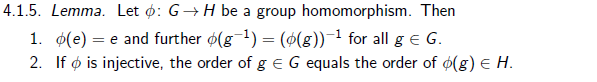 4.1.5. Lemma. Let ϕ: G → H be a group homomorphism. Then
1. ϕ(e) = e and further ϕ(g⁻¹) = (ϕ(g))⁻¹ for all g ∈ G.
2. If ϕ is injective, the order of g ∈ G equals the order of ϕ(g) ∈ H.